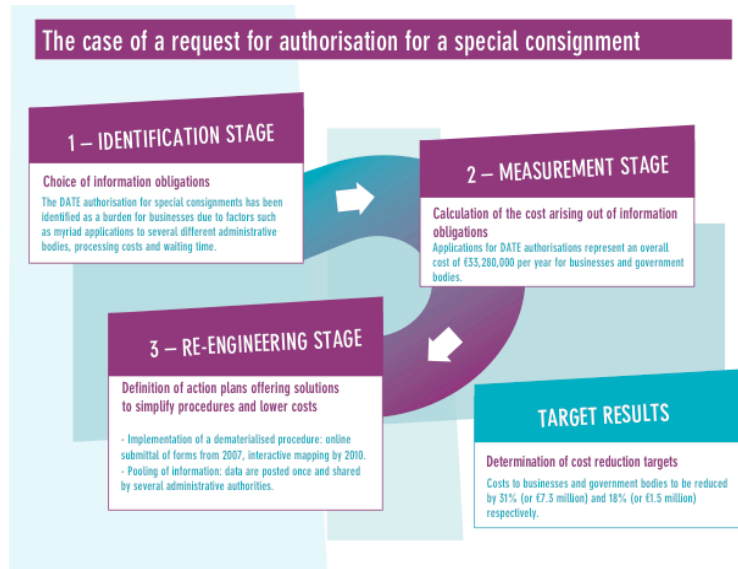 The case of a request for authorisation for a special consignment
1 – IDENTIFICATION STAGE
Choice of information obligations
The DATE authorisation for special consignments has been
identified as a burden for businesses due to factors such
as myriad applications to several different administrative
bodies, processing costs and waiting time.
2 – MEASUREMENT STAGE
Calculation of the cost arising out of information
obligations
Applications for DATE authorisations represent an overall
cost of €33,280,000 per year for businesses and government
bodies.
3 – RE-ENGINEERING STAGE
Definition of action plans offering solutions
to simplify procedures and lower costs
- Implementation of a dematerialised procedure: online
submittal of forms from 2007, interactive mapping by 2010.
- Pooling of information: data are posted once and shared
by several administrative authorities.
TARGET RESULTS
Determination of cost reduction targets
Costs to businesses and government bodies to be reduced
by 31% (or €7.3 million) and 18% (or €1.5 million)
respectively.